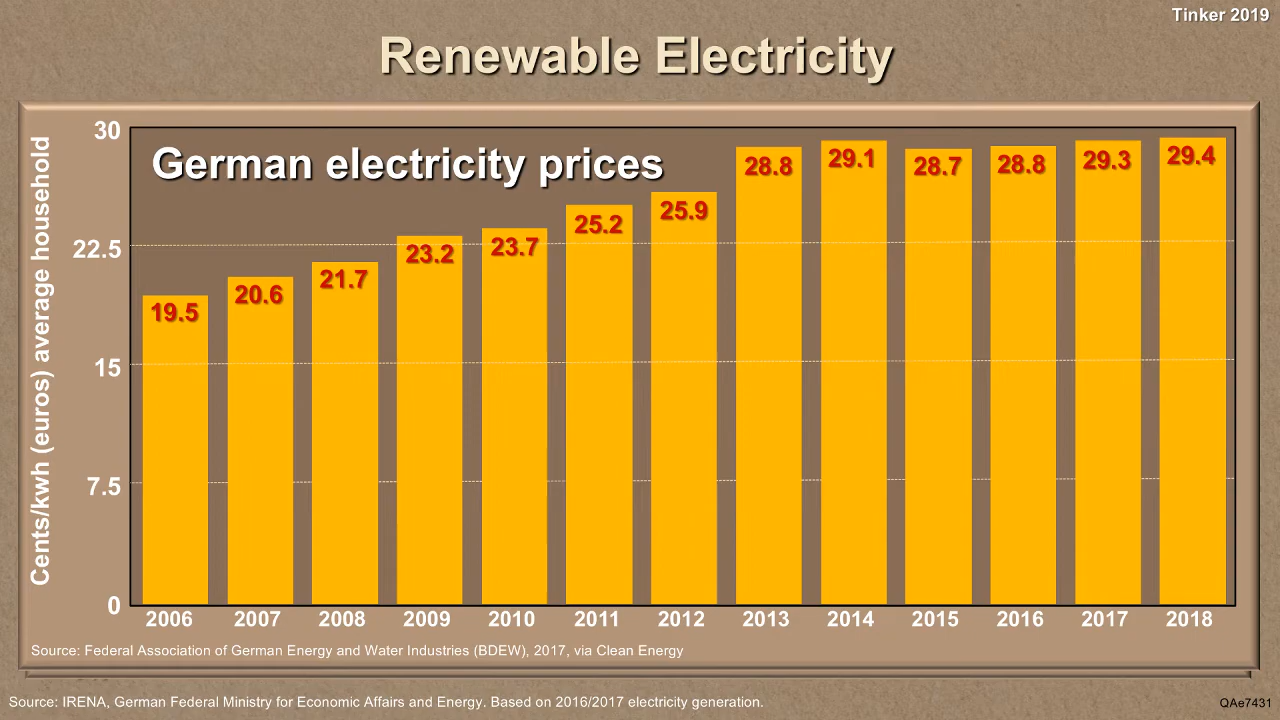 Tinker 2019
Renewable Electricity
German electricity prices
Cents/kwh (euros) average household
30
22.5
15
7.5
0
19.5
20.6
21.7
23.2
23.7
25.2
25.9
28.8
29.1
28.7
28.8
29.3
29.4
2006 2007 2008 2009 2010 2011 2012 2013 2014 2015 2016 2017 2018
Source: Federal Association of German Energy and Water Industries (BDEW), 2017, via Clean Energy
Source: IRENA, German Federal Ministry for Economic Affairs and Energy. Based on 2016/2017 electricity generation.
QAe7431